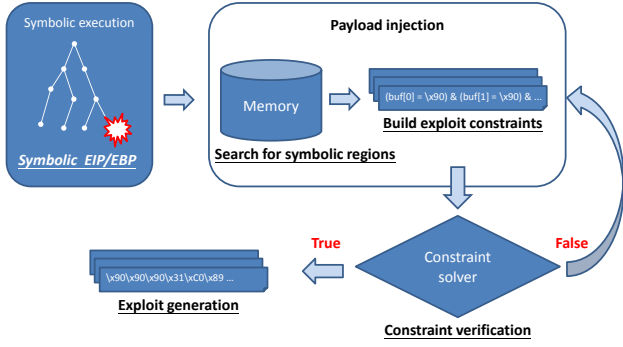 Symbolic execution
Symbolic EIP/EBP
Payload injection
Memory
Search for symbolic regions
(buf[0] = \x90) & (buf[1] = \x90) & ...
Build exploit constraints
True
False
Constraint
solver
Constraint verification
\x90\x90\x90\x31\xC0\x89 ...
Exploit generation